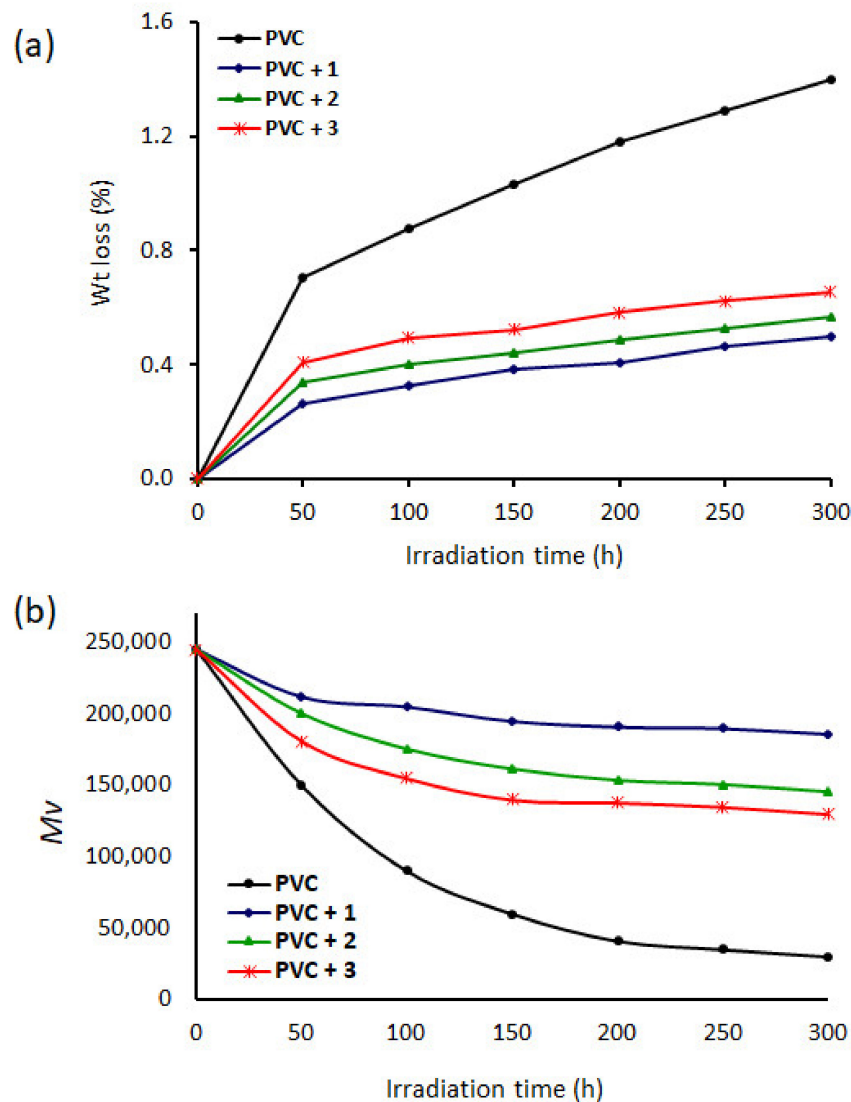 (a)
1.6
1.2
0.8
0.4
0.0
Wt loss (%)
PVC
PVC + 1
PVC + 2
PVC + 3
0 50 100 150 200 250 300
Irradiation time (h)
(b)
250,000
200,000
150,000
100,000
50,000
0
Mv
PVC
PVC + 1
PVC + 2
PVC + 3
0 50 100 150 200 250 300
Irradiation time (h)